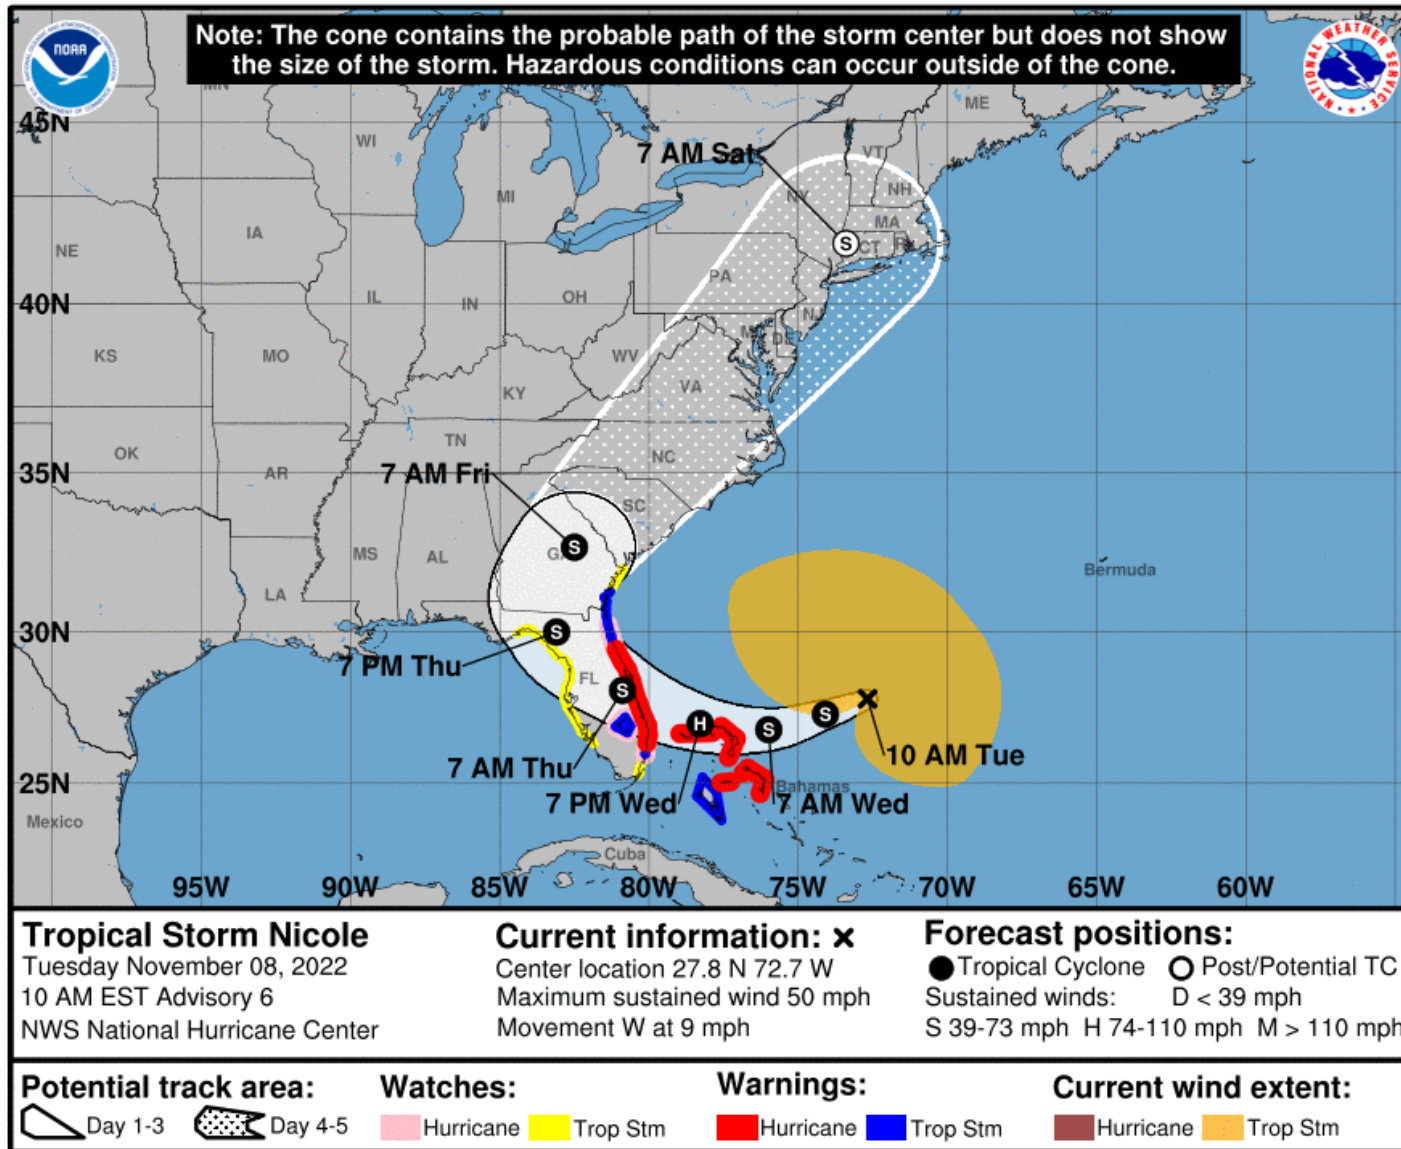 Note: The cone contains the probable path of the storm center but does not show
the size of the storm. Hazardous conditions can occur outside of the cone.
NOAA
NATIONAL WEATHER SERVICE
MN
ME
45N
WI
7 AM Sat
VT
MI
NY
NH
MA
NE
IA
CT
RI
PA
40N
IL
IN
OH
NJ
MD
DE
KS
MO
WV
VA
KY
OK
TN
NC
35N
AR
7 AM Fri
SC
MS
AL
GA
Bermuda
LA
30N
7 PM Thu
FL
S
S
S
S
S
S
H
10 AM Tue
7 AM Thu
25N
Bahamas
7 PM Wed
7 AM Wed
Mexico
Cuba
95W 90W 85W 80W 75W 70W 65W 60W
Tropical Storm Nicole
Tuesday November 08, 2022
10 AM EST Advisory 6
NWS National Hurricane Center
Current information: x
Center location 27.8 N 72.7 W
Maximum sustained wind 50 mph
Movement W at 9 mph
Forecast positions:
Tropical Cyclone Post/Potential TC
Sustained winds: D < 39 mph
S 39-73 mph H 74-110 mph M > 110 mph
Potential track area:
Day 1-3 Day 4-5
Watches:
Hurricane Trop Stm
Warnings:
Hurricane Trop Stm
Current wind extent:
Hurricane Trop Stm